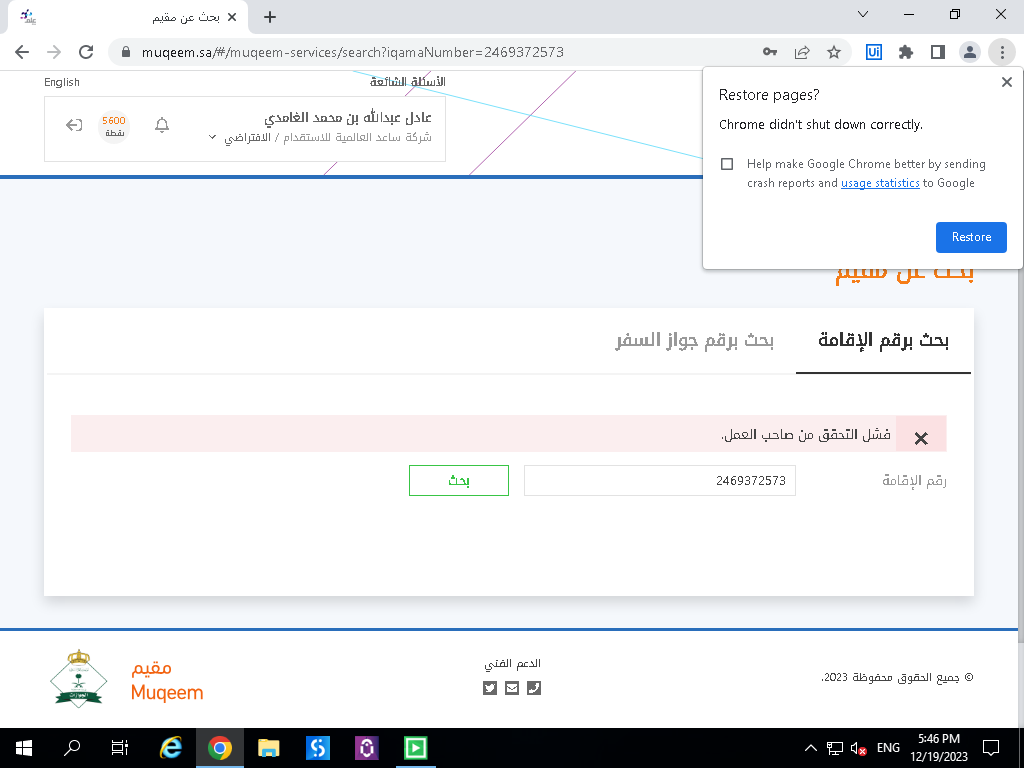 بحث عن مقيم
muqeem.sa/#/muqeem-services/search?iqamaNumber=2469372573
Ui
English
الأسئلة الشائعة
5600
نقطة
عادل عبدالله بن محمد الغامدي
شركة ساعد العالمية للاستقدام / الافتراضي
Restore pages?
Chrome didn't shut down correctly.
Help make Google Chrome better by sending
crash reports and usage statistics to Google
Restore
بحث عن مقيم
بحث برقم الإقامة
بحث برقم جواز السفر
فشل التحقق من صاحب العمل.
رقم الإقامة
2469372573
بحث
مقيم
Muqeem
الدعم الفني
© جميع الحقوق محفوظة 2023.
ENG
5:46 PM
12/19/2023